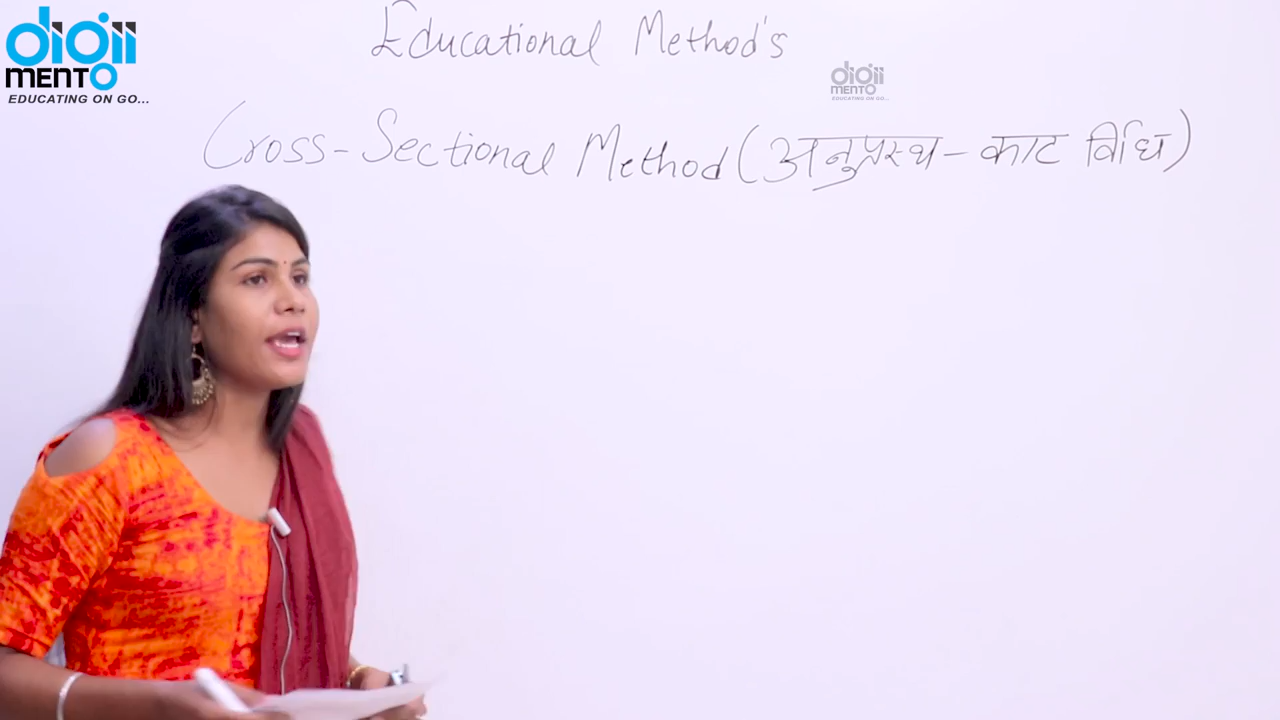 digii
MENTO
EDUCATING ON GO...
Educational Method's
digii
MENTO
EDUCATING ON GO...
Cross-Sectional Method (अनुप्रस्थ - काट विधि)